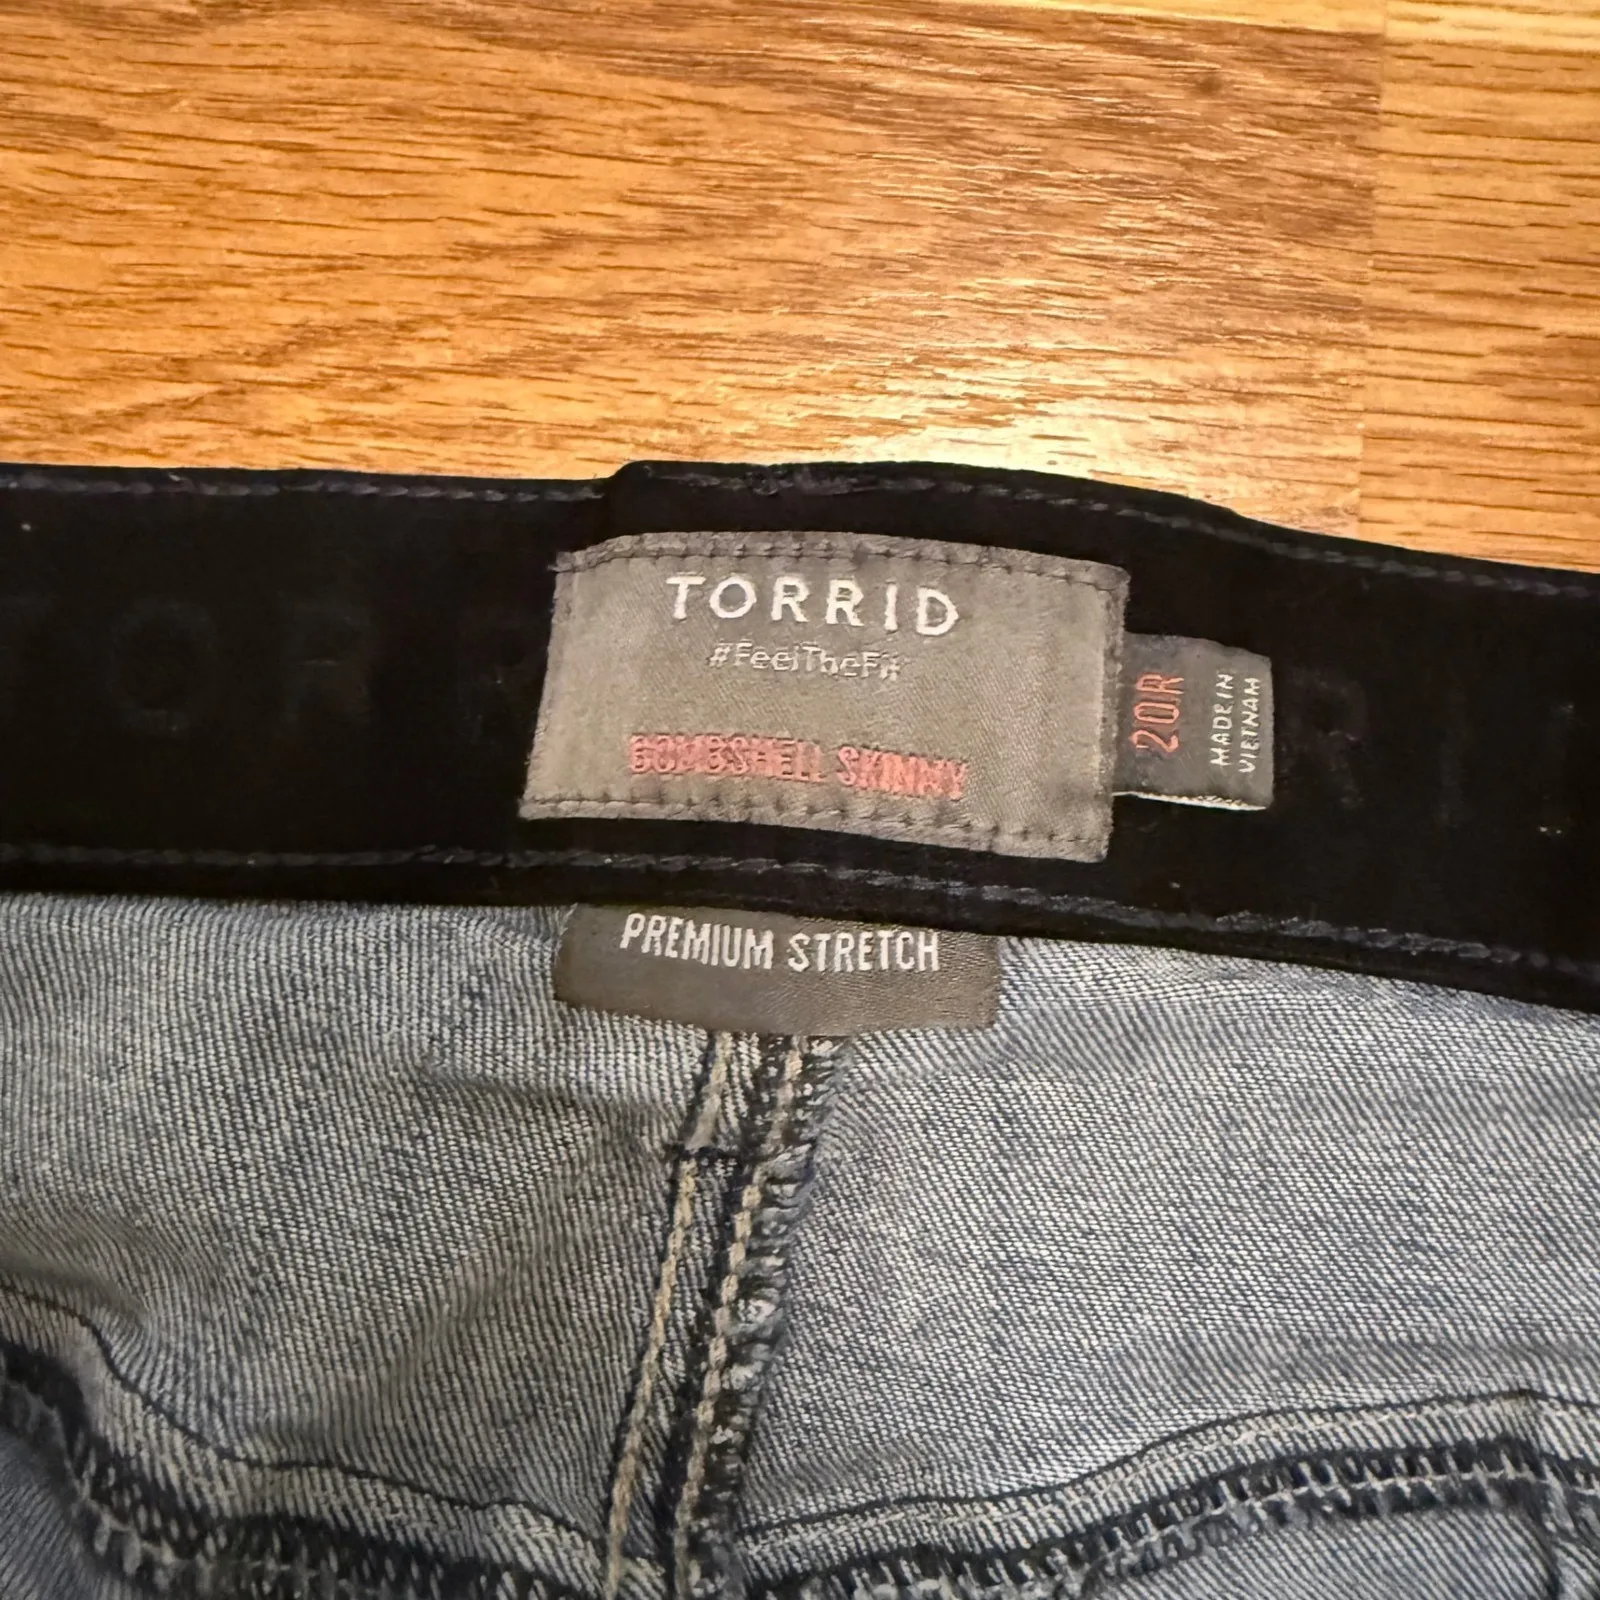 TORRID
#FeelTheFit
BOMBSHELL SKINNY
20R
MADE IN
VIETNAM
PREMIUM STRETCH